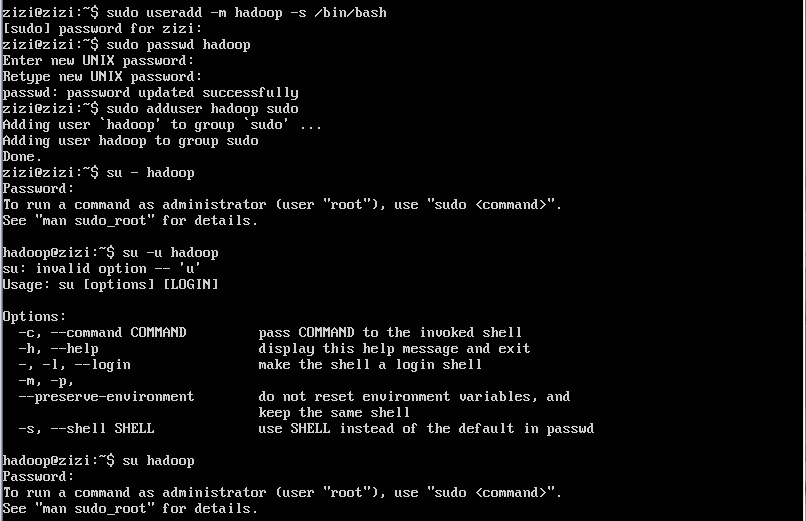 zizi@zizi:~$ sudo useradd -m hadoop -s /bin/bash
[sudo] password for zizi:
zizi@zizi:~$ sudo passwd hadoop
Enter new UNIX password:
Retype new UNIX password:
passwd: password updated successfully
zizi@zizi:~$ sudo adduser hadoop sudo
Adding user `hadoop' to group `sudo' ...
Adding user hadoop to group sudo
Done.
zizi@zizi:~$ su - hadoop
Password:
To run a command as administrator (user "root"), use "sudo <command>".
See "man sudo_root" for details.

hadoop@zizi:~$ su -u hadoop
su: invalid option -- 'u'
Usage: su [options] [LOGIN]

Options:
  -c, --command COMMAND         pass COMMAND to the invoked shell
  -h, --help                    display this help message and exit
  -, -l, --login                make the shell a login shell
  -m, -p,
  --preserve-environment        do not reset environment variables, and
                                keep the same shell
  -s, --shell SHELL             use SHELL instead of the default in passwd

hadoop@zizi:~$ su hadoop
Password:
To run a command as administrator (user "root"), use "sudo <command>".
See "man sudo_root" for details.